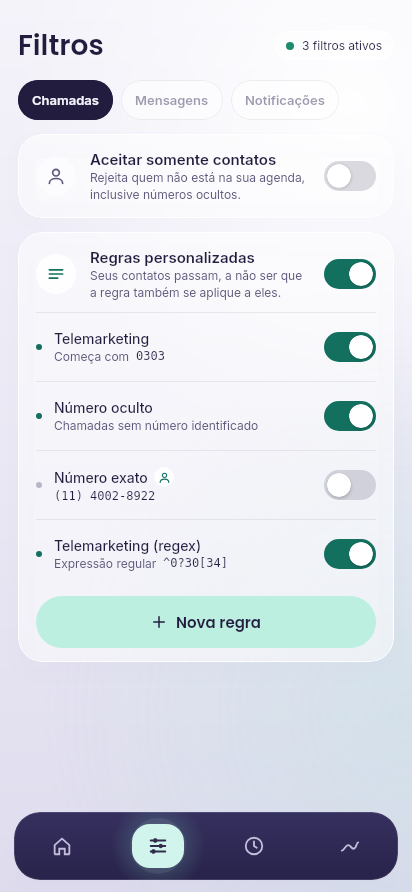 Filtros
3 filtros ativos
Chamadas
Mensagens
Notificações
Aceitar somente contatos
Rejeita quem não está na sua agenda,
inclusive números ocultos.
Regras personalizadas
Seus contatos passam, a não ser que
a regra também se aplique a eles.
Telemarketing
Começa com 0303
Número oculto
Chamadas sem número identificado
Número exato
(11) 4002-8922
Telemarketing (regex)
Expressão regular ^0?30[34]
+ Nova regra